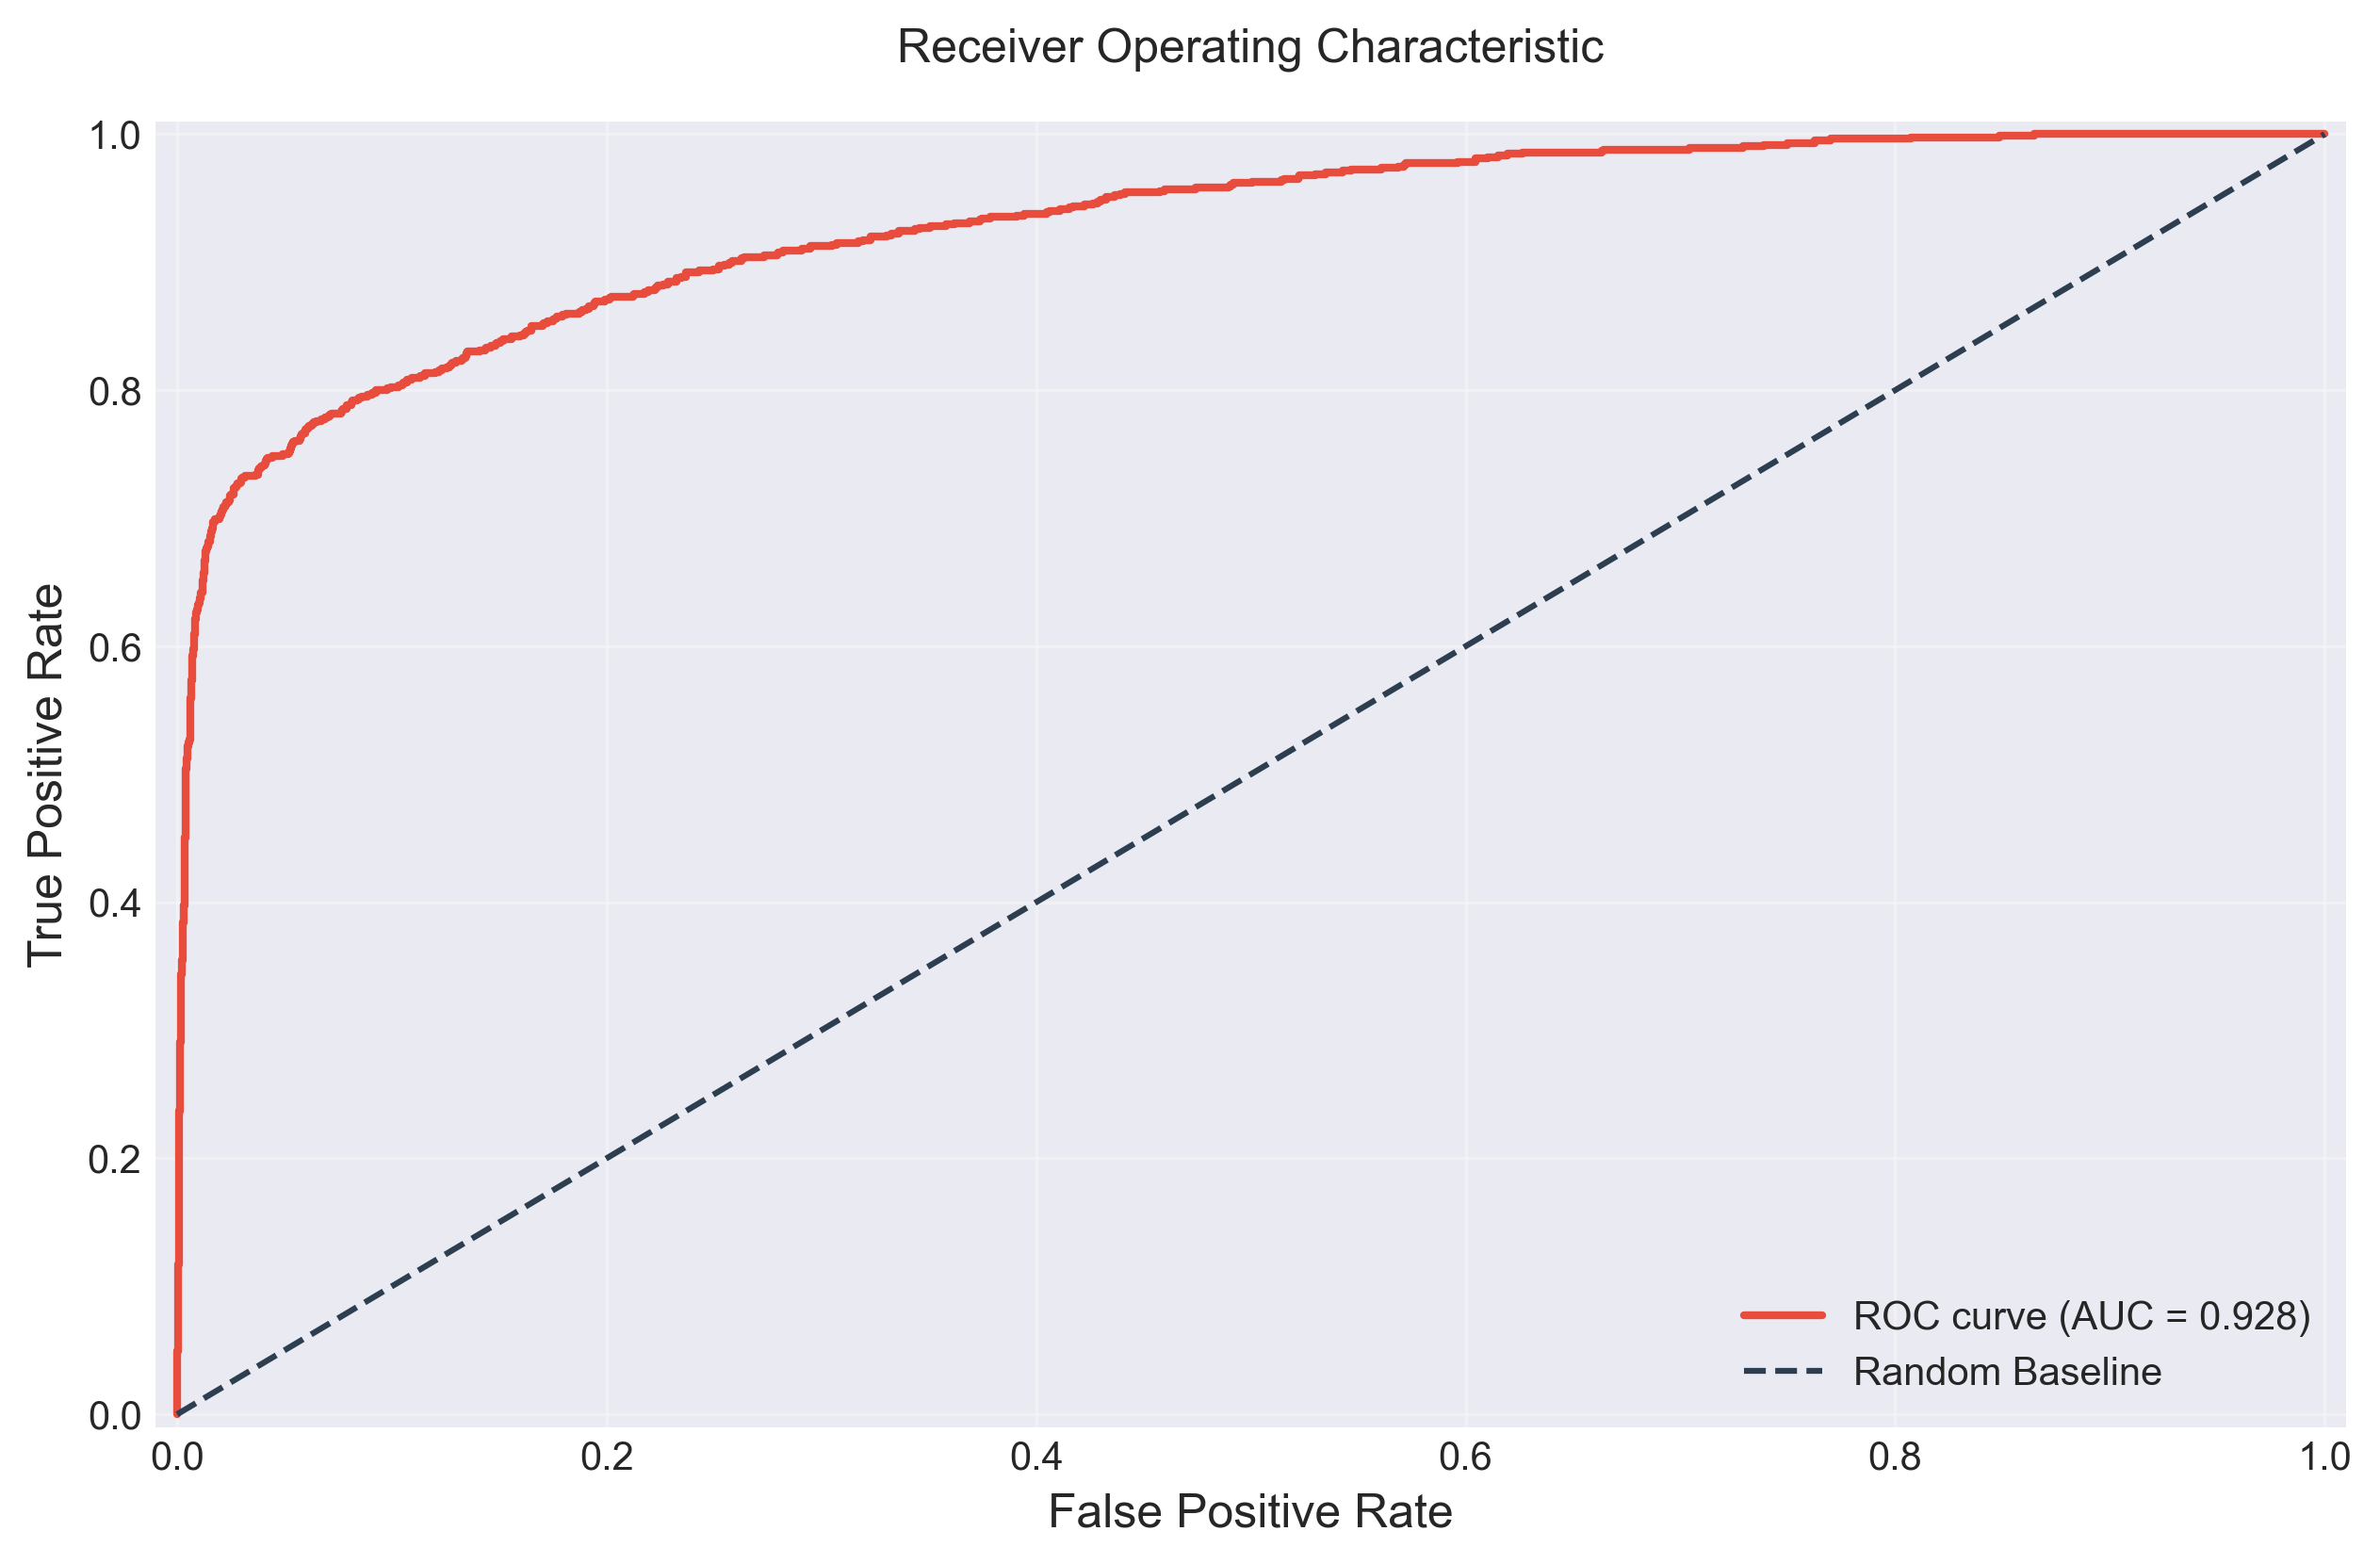 Receiver Operating Characteristic
True Positive Rate
1.0
0.8
0.6
0.4
0.2
0.0
0.0 0.2 0.4 0.6 0.8 1.0
False Positive Rate
ROC curve (AUC = 0.928)
Random Baseline